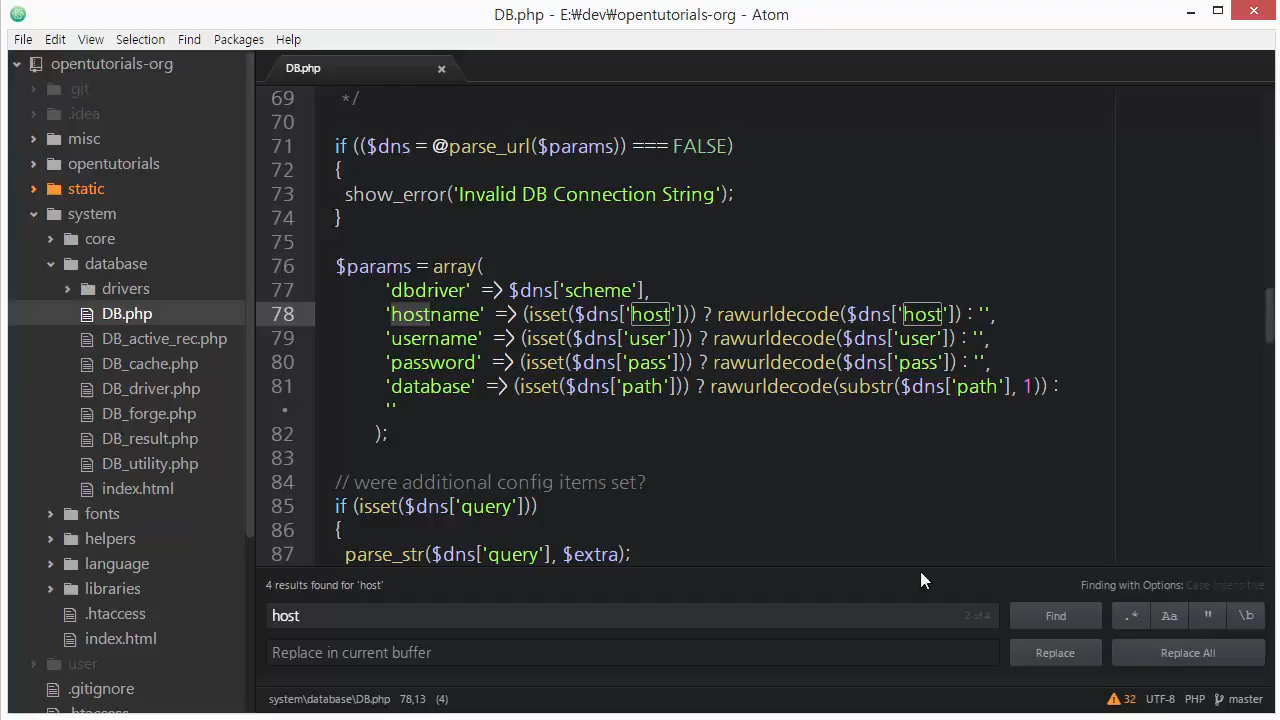 DB.php - E:₩dev₩opentutorials-org - Atom
File Edit View Selection Find Packages Help
opentutorials-org
.git
.idea
misc
opentutorials
static
system
core
database
drivers
DB.php
DB_active_rec.php
DB_cache.php
DB_driver.php
DB_forge.php
DB_result.php
DB_utility.php
index.html
fonts
helpers
language
libraries
.htaccess
index.html
user
.gitignore
.htaccess
DB.php
69 */
70
71 if (($dns = @parse_url($params)) === FALSE)
72 {
73 show_error('Invalid DB Connection String');
74 }
75
76 $params = array(
77 'dbdriver' => $dns['scheme'],
78 'hostname' => (isset($dns['host'])) ? rawurldecode($dns['host']) : '',
79 'username' => (isset($dns['user'])) ? rawurldecode($dns['user']) : '',
80 'password' => (isset($dns['pass'])) ? rawurldecode($dns['pass']) : '',
81 'database' => (isset($dns['path'])) ? rawurldecode(substr($dns['path'], 1)) :
• ''
82 );
83
84 // were additional config items set?
85 if (isset($dns['query']))
86 {
87 parse_str($dns['query'], $extra);
4 results found for 'host' Finding with Options: Case Insensitive
host 2 of 4 Find .* Aa " \b
Replace in current buffer Replace Replace All
system\database\DB.php 78,13 (4) 32 UTF-8 PHP master